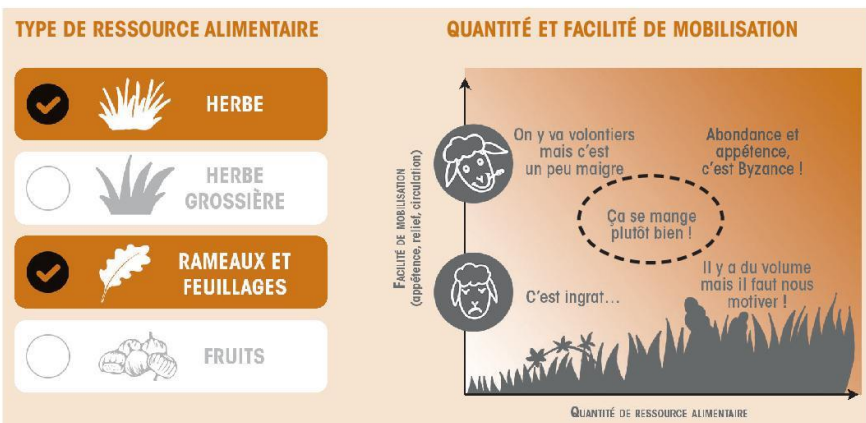 TYPE DE RESSOURCE ALIMENTAIRE
HERBE
HERBE
GROSSIÈRE
RAMEAUX ET
FEUILLAGES
FRUITS
QUANTITÉ ET FACILITÉ DE MOBILISATION
FACILITÉ DE MOBILISATION
(appétence, relief, circulation)
On y va volontiers
mais c'est
un peu maigre
Abondance et
appétence,
c'est Byzance !
Ça se mange
plutôt bien !
C'est ingrat...
Il y a du volume
mais il faut nous
motiver !
QUANTITÉ DE RESSOURCE ALIMENTAIRE